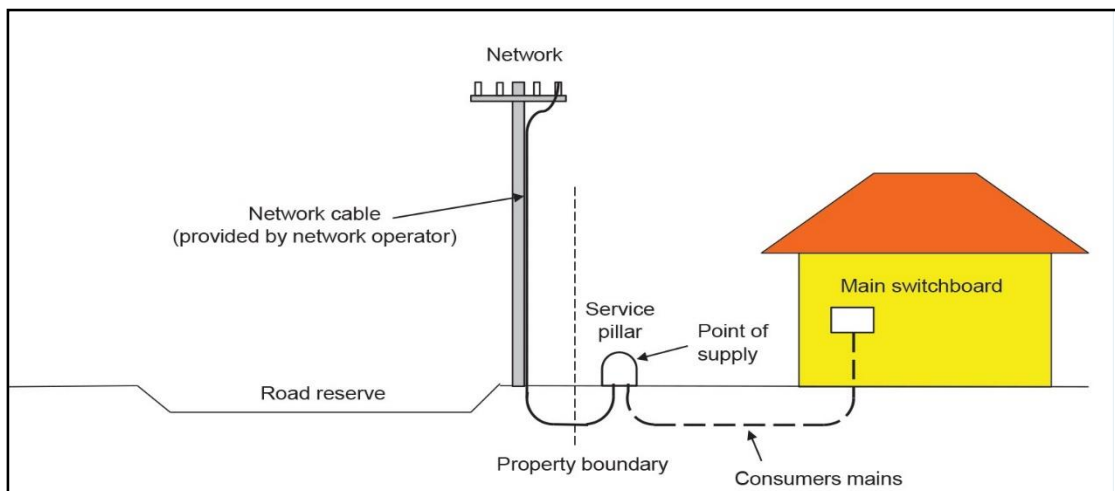 Network
Network cable
(provided by network operator)
Main switchboard
Service
pillar
Point of
supply
Road reserve
Property boundary
Consumers mains